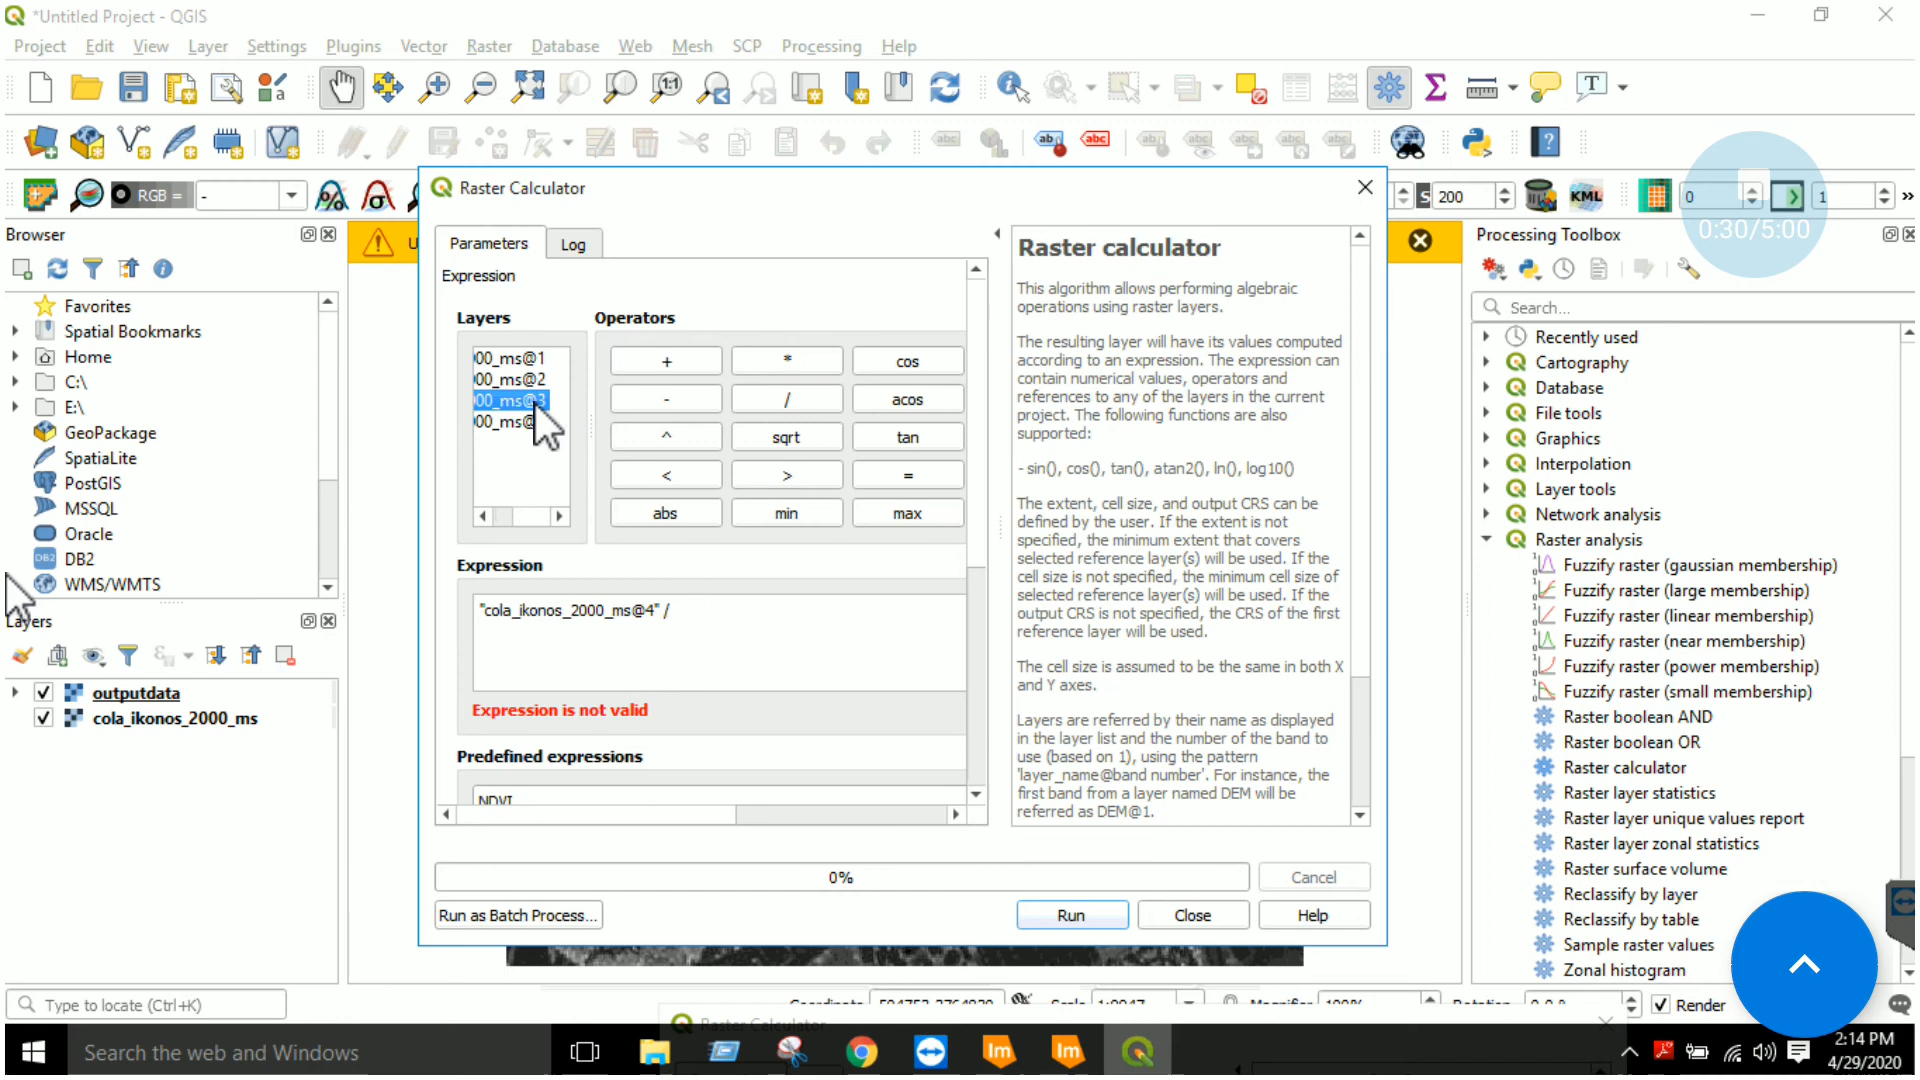 *Untitled Project - QGIS
Project Edit View Layer Settings Plugins Vector Raster Database Web Mesh SCP Processing Help
RGB = - 200 KML 0 1
0:30/5:00
Browser
Favorites
Spatial Bookmarks
Home
C:\
E:\
GeoPackage
SpatiaLite
PostGIS
MSSQL
Oracle
DB2
WMS/WMTS
Layers
outputdata
cola_ikonos_2000_ms
Type to locate (Ctrl+K)
Raster Calculator
Parameters Log
Expression
Layers
00_ms@1
00_ms@2
00_ms@3
00_ms@
Operators
+ * cos
- / acos
^ sqrt tan
< > =
abs min max
Expression
"cola_ikonos_2000_ms@4" /
Expression is not valid
Predefined expressions
NDVI
0%
Cancel
Run as Batch Process... Run Close Help
Raster calculator
This algorithm allows performing algebraic
operations using raster layers.
The resulting layer will have its values computed
according to an expression. The expression can
contain numerical values, operators and
references to any of the layers in the current
project. The following functions are also
supported:
- sin(), cos(), tan(), atan2(), ln(), log10()
The extent, cell size, and output CRS can be
defined by the user. If the extent is not
specified, the minimum extent that covers
selected reference layer(s) will be used. If the
cell size is not specified, the minimum cell size of
selected reference layer(s) will be used. If the
output CRS is not specified, the CRS of the first
reference layer will be used.
The cell size is assumed to be the same in both X
and Y axes.
Layers are referred by their name as displayed
in the layer list and the number of the band to
use (based on 1), using the pattern
'layer_name@band number'. For instance, the
first band from a layer named DEM will be
referred as DEM@1.
Processing Toolbox
Search...
Recently used
Cartography
Database
File tools
Graphics
Interpolation
Layer tools
Network analysis
Raster analysis
Fuzzify raster (gaussian membership)
Fuzzify raster (large membership)
Fuzzify raster (linear membership)
Fuzzify raster (near membership)
Fuzzify raster (power membership)
Fuzzify raster (small membership)
Raster boolean AND
Raster boolean OR
Raster calculator
Raster layer statistics
Raster layer unique values report
Raster layer zonal statistics
Raster surface volume
Reclassify by layer
Reclassify by table
Sample raster values
Zonal histogram
Coordinate Scale Magnifier 100% Rotation Render
Raster Calculator
Search the web and Windows
2:14 PM
4/29/2020